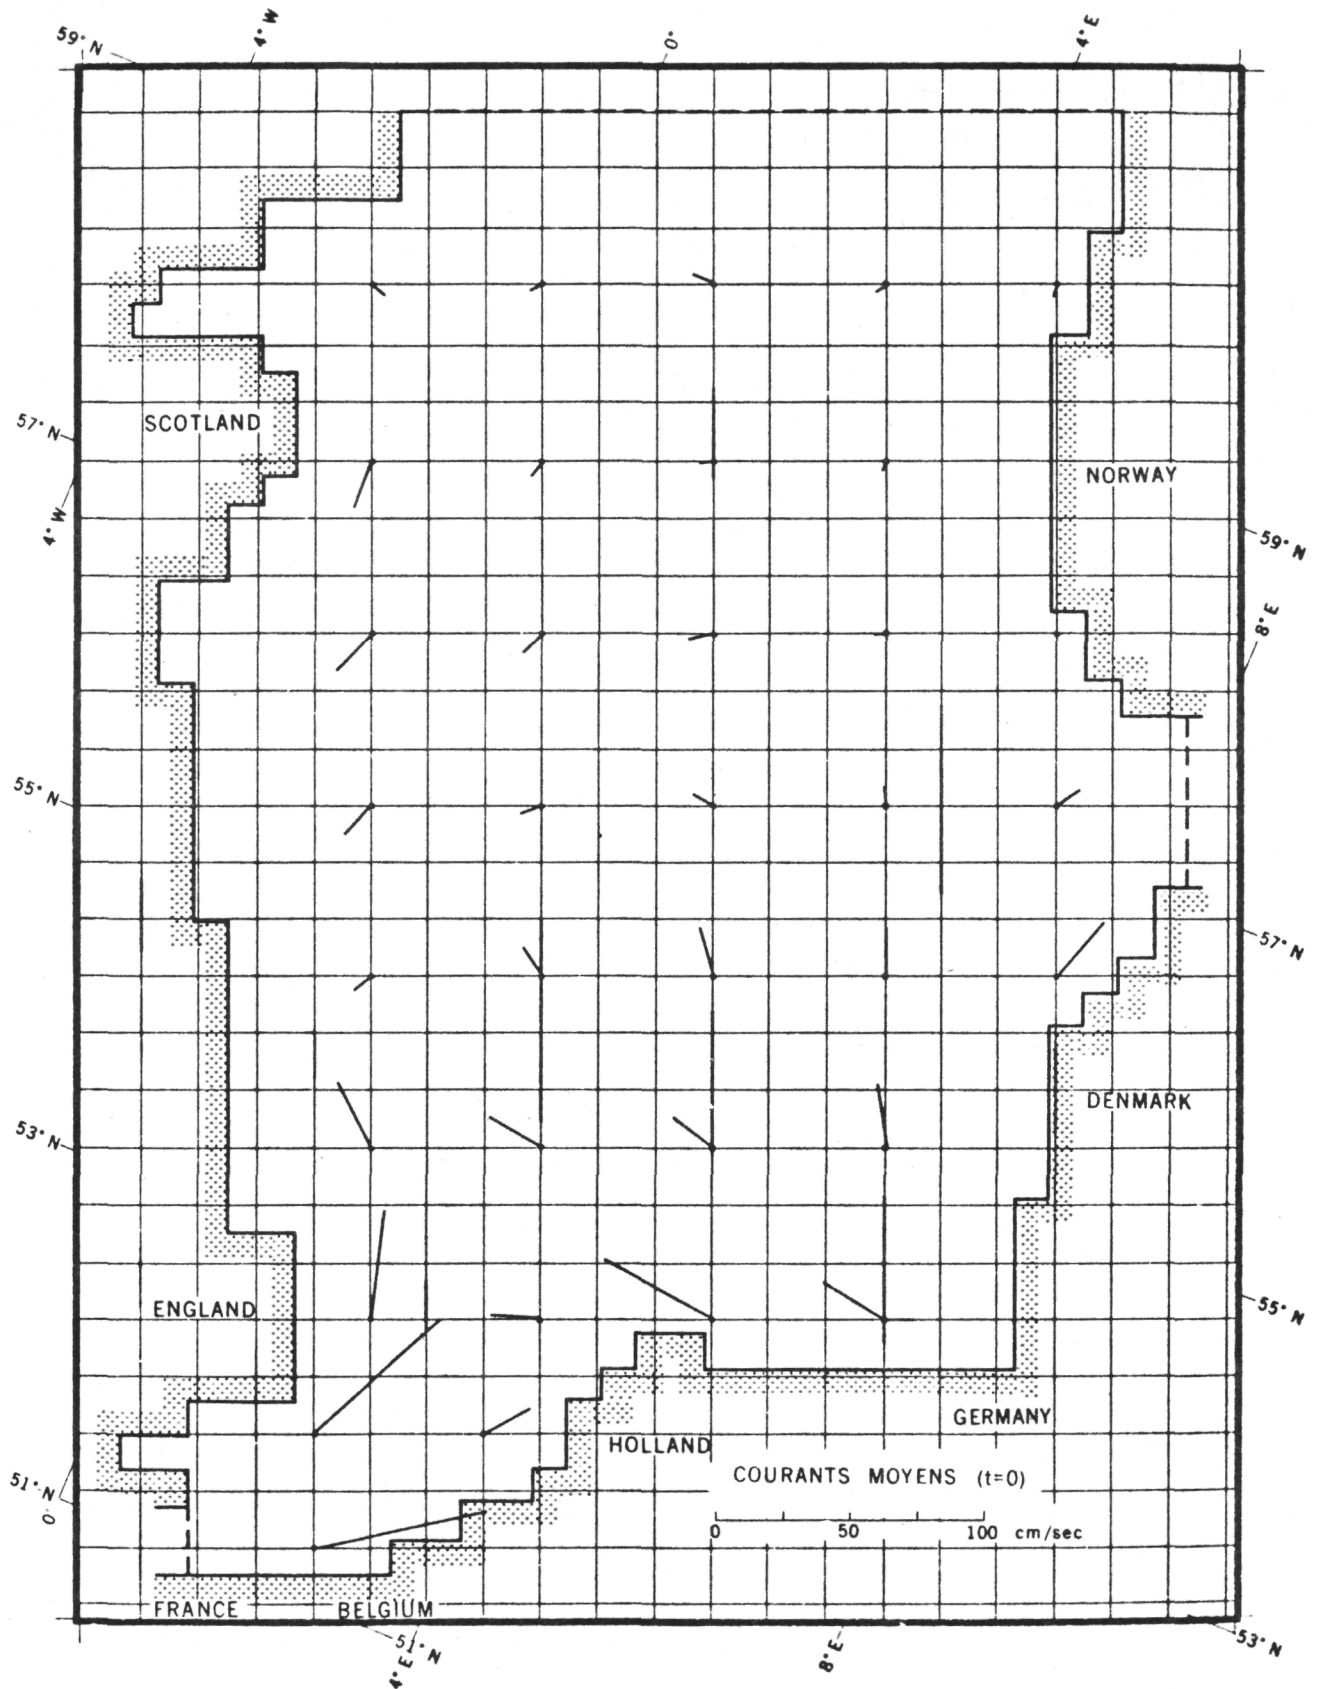 59° N
4° W
0°
4° E
SCOTLAND
57° N
NORWAY
4° W
59° N
8° E
55° N
57° N
DENMARK
53° N
ENGLAND
55° N
GERMANY
HOLLAND
COURANTS MOYENS (t=0)
51° N
0°
0 50 100 cm/sec
FRANCE BELGIUM
51° N
4° E
8° E
53° N